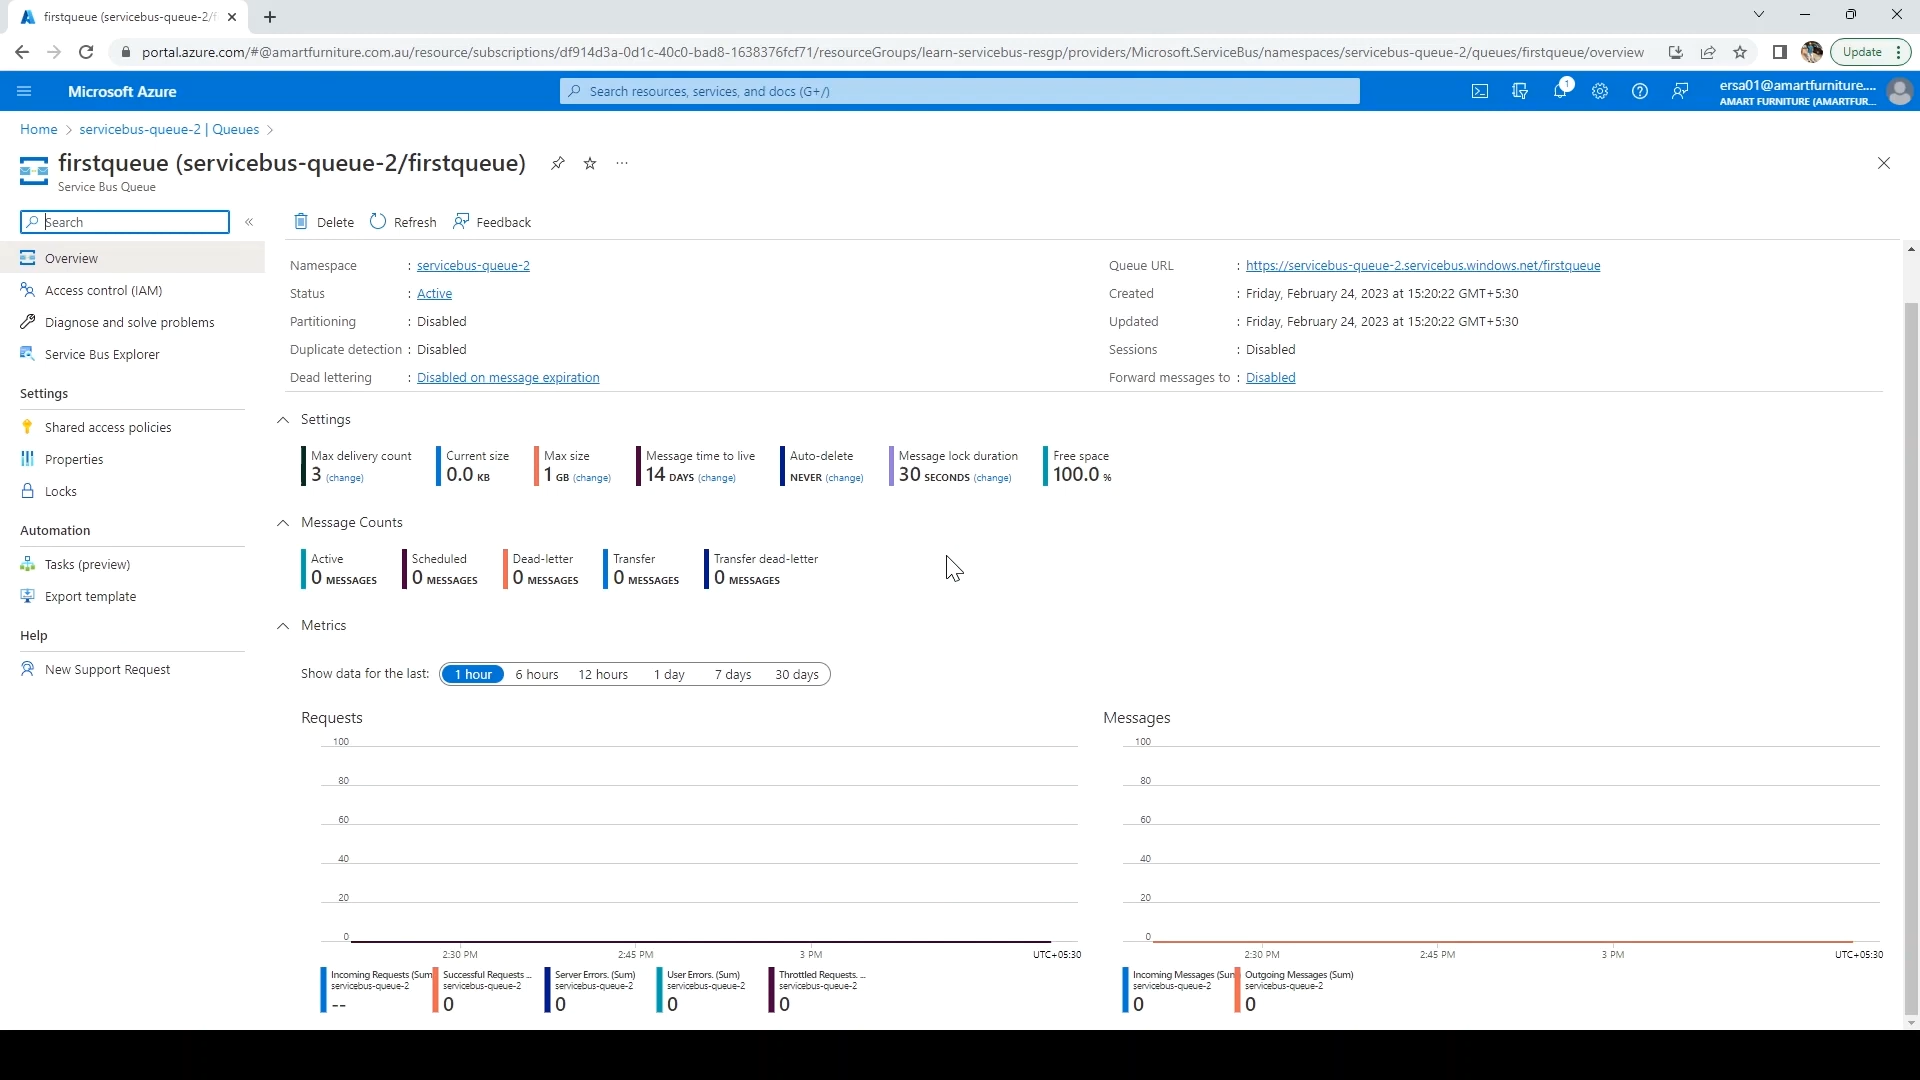 firstqueue (servicebus-queue-2/fi
portal.azure.com/#@amartfurniture.com.au/resource/subscriptions/df914d3a-0d1c-40c0-bad8-1638376fcf71/resourceGroups/learn-servicebus-resgp/providers/Microsoft.ServiceBus/namespaces/servicebus-queue-2/queues/firstqueue/overview
Update
Microsoft Azure
Search resources, services, and docs (G+/)
1
ersa01@amartfurniture....
AMART FURNITURE (AMARTFUR...
Home > servicebus-queue-2 | Queues >
firstqueue (servicebus-queue-2/firstqueue)
Service Bus Queue
Search
Delete
Refresh
Feedback
Overview
Access control (IAM)
Diagnose and solve problems
Service Bus Explorer
Settings
Shared access policies
Properties
Locks
Automation
Tasks (preview)
Export template
Help
New Support Request
Namespace : servicebus-queue-2
Status : Active
Partitioning : Disabled
Duplicate detection : Disabled
Dead lettering : Disabled on message expiration
Queue URL : https://servicebus-queue-2.servicebus.windows.net/firstqueue
Created : Friday, February 24, 2023 at 15:20:22 GMT+5:30
Updated : Friday, February 24, 2023 at 15:20:22 GMT+5:30
Sessions : Disabled
Forward messages to : Disabled
Settings
Max delivery count
3 (change)
Current size
0.0 KB
Max size
1 GB (change)
Message time to live
14 DAYS (change)
Auto-delete
NEVER (change)
Message lock duration
30 SECONDS (change)
Free space
100.0 %
Message Counts
Active
0 MESSAGES
Scheduled
0 MESSAGES
Dead-letter
0 MESSAGES
Transfer
0 MESSAGES
Transfer dead-letter
0 MESSAGES
Metrics
Show data for the last: 1 hour 6 hours 12 hours 1 day 7 days 30 days
Requests
100
80
60
40
20
0
2:30 PM 2:45 PM 3 PM UTC+05:30
Incoming Requests (Sum
servicebus-queue-2
--
Successful Requests ...
servicebus-queue-2
0
Server Errors. (Sum)
servicebus-queue-2
0
User Errors. (Sum)
servicebus-queue-2
0
Throttled Requests. ...
servicebus-queue-2
0
Messages
100
80
60
40
20
0
2:30 PM 2:45 PM 3 PM UTC+05:30
Incoming Messages (Sum
servicebus-queue-2
0
Outgoing Messages (Sum)
servicebus-queue-2
0